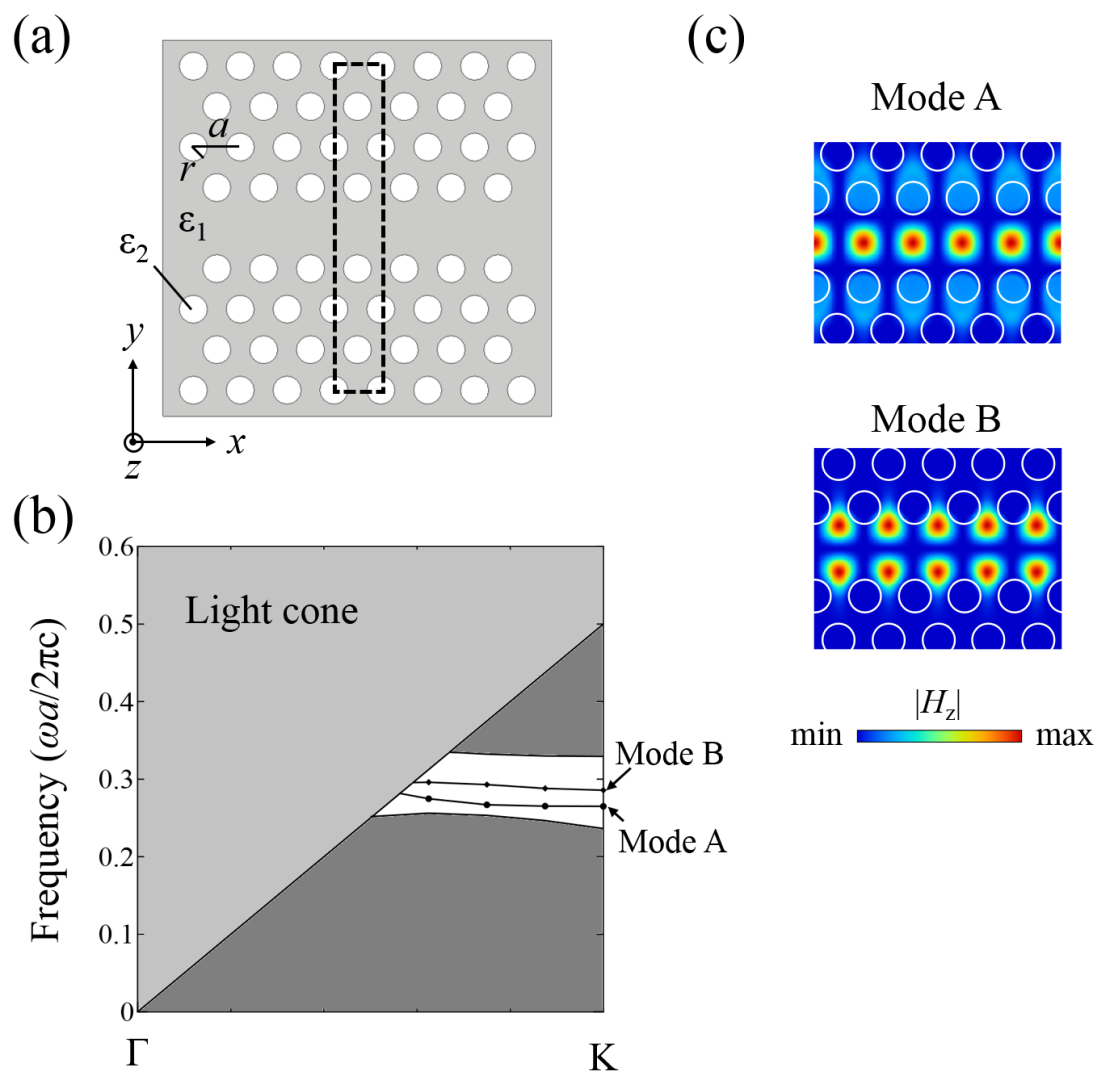 (a)
a
r
ε1
ε2
y
x
z
(b)
Frequency (ωa/2πc)
0.6
0.5
0.4
0.3
0.2
0.1
0
Light cone
Mode B
Mode A
Γ
K
(c)
Mode A
Mode B
|Hz|
min
max